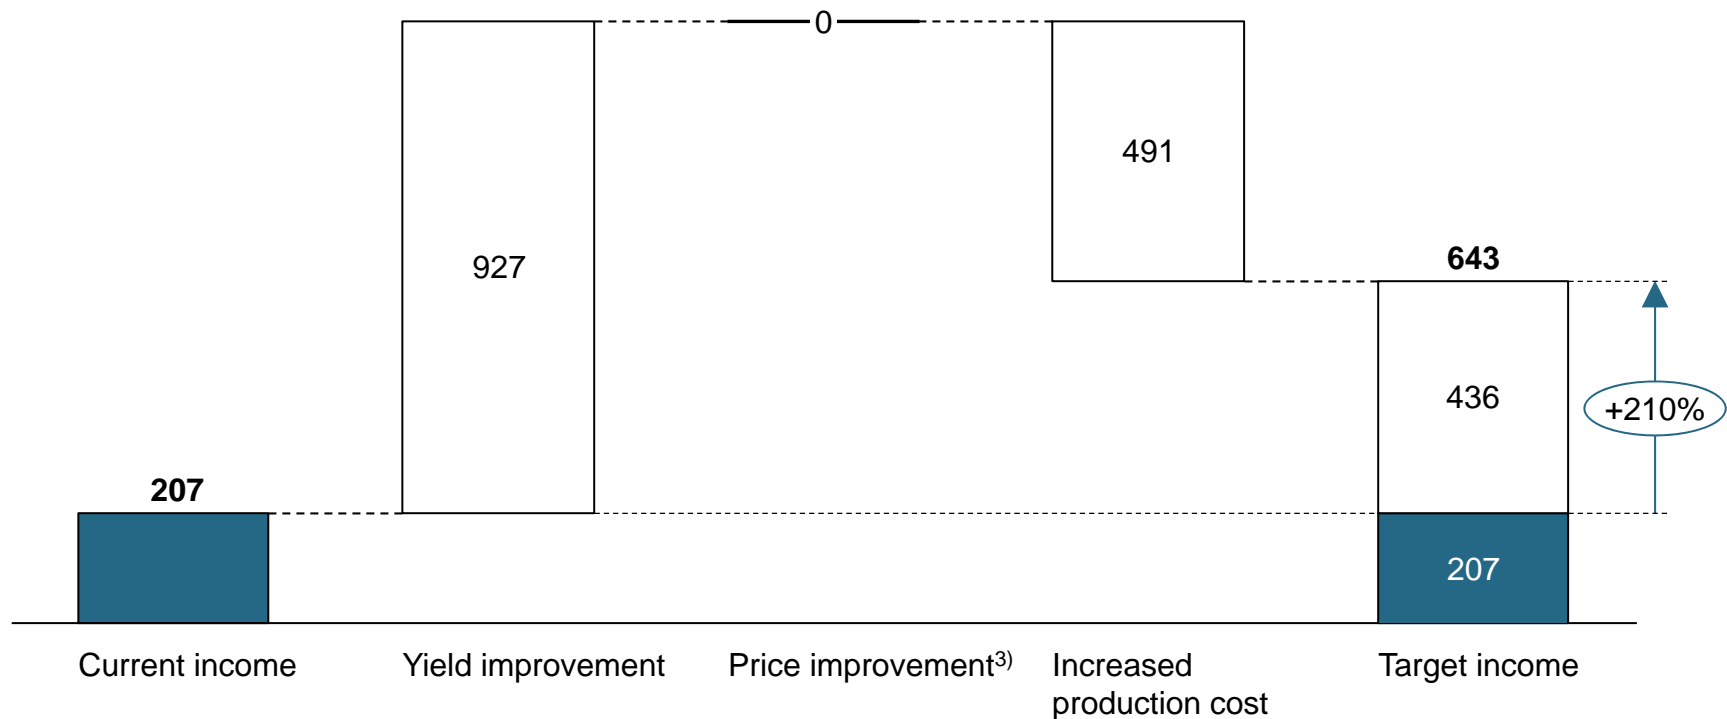 0
491
927
643
436
+210%
207
207
Current income
Yield improvement
Price improvement3)
Increased
production cost
Target income